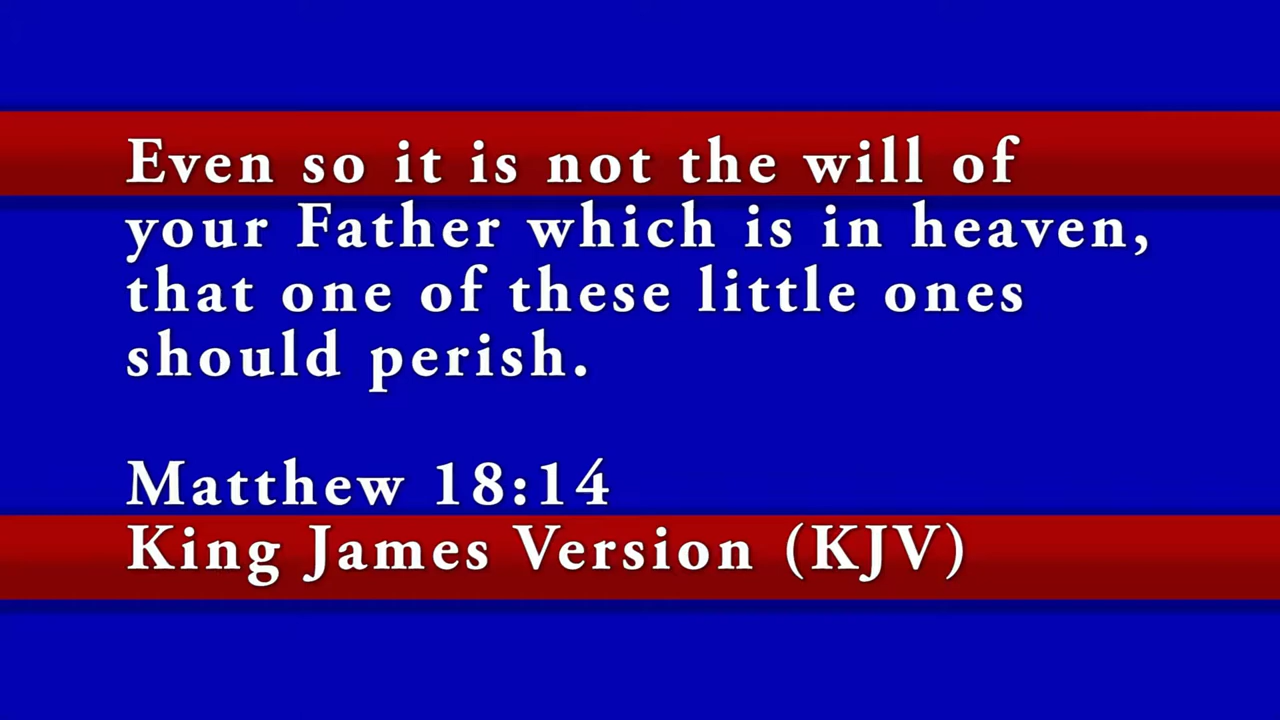 Even so it is not the will of
your Father which is in heaven,
that one of these little ones
should perish.
Matthew 18:14
King James Version (KJV)